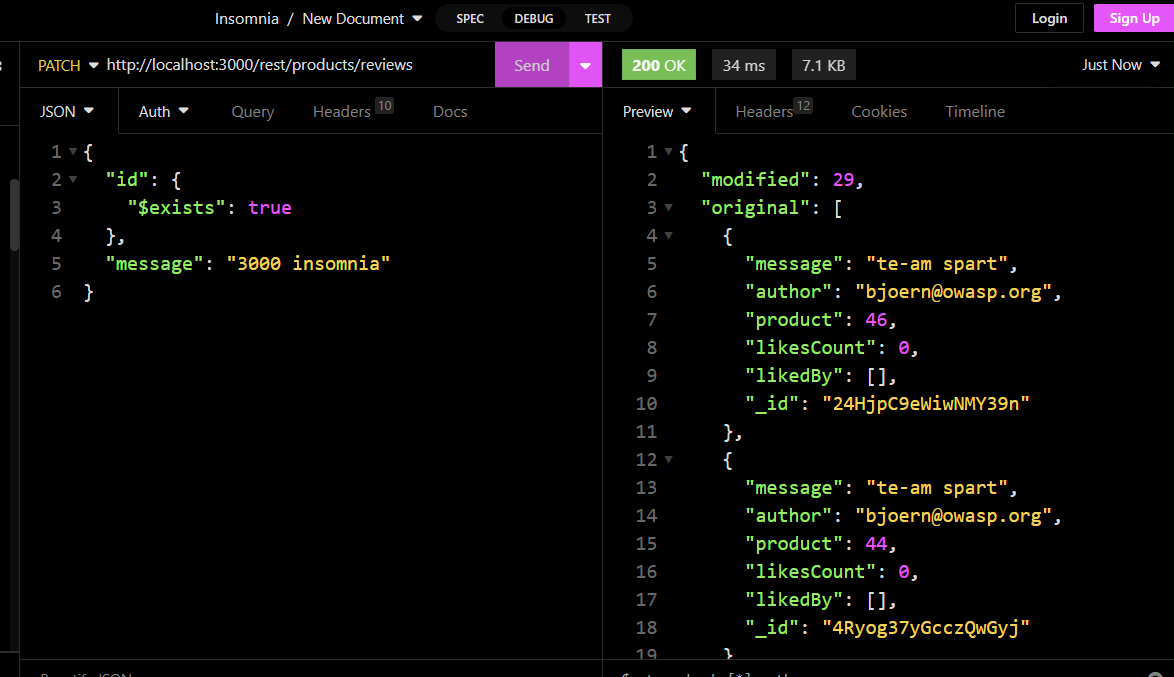 Insomnia / New Document SPEC DEBUG TEST Login Sign Up
PATCH http://localhost:3000/rest/products/reviews Send 200 OK 34 ms 7.1 KB Just Now
JSON Auth Query Headers 10 Docs
Preview Headers 12 Cookies Timeline
1 {
2 "id": {
3 "$exists": true
4 },
5 "message": "3000 insomnia"
6 }
1 {
2 "modified": 29,
3 "original": [
4 {
5 "message": "te-am spart",
6 "author": "bjoern@owasp.org",
7 "product": 46,
8 "likesCount": 0,
9 "likedBy": [],
10 "_id": "24HjpC9eWiwNMY39n"
11 },
12 {
13 "message": "te-am spart",
14 "author": "bjoern@owasp.org",
15 "product": 44,
16 "likesCount": 0,
17 "likedBy": [],
18 "_id": "4Ryog37yGcczQwGyj"
19 }